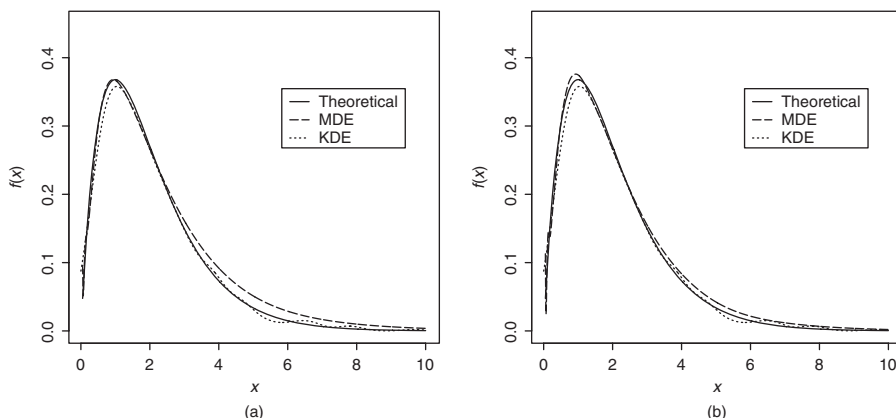 0.4
0.3
0.2
0.1
0.0
f(x)
Theoretical
MDE
KDE
0 2 4 6 8 10
x
(a)
0.4
0.3
0.2
0.1
0.0
f(x)
Theoretical
MDE
KDE
0 2 4 6 8 10
x
(b)